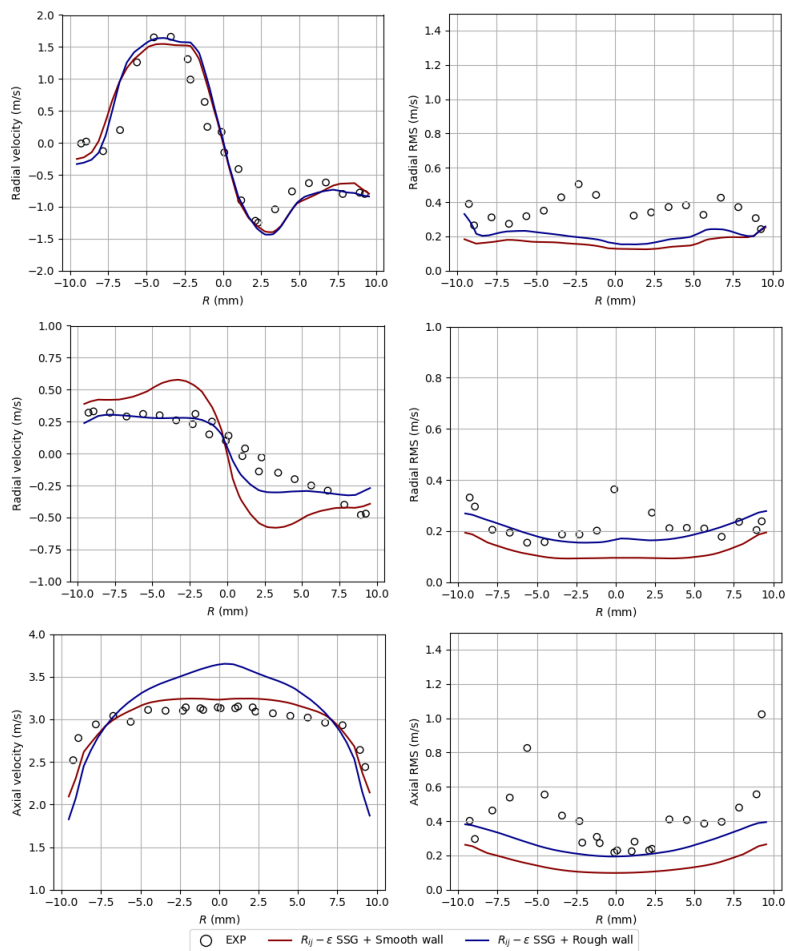 2.0
1.5
1.0
0.5
0.0
−0.5
−1.0
−1.5
−2.0
Radial velocity (m/s)
−10.0 −7.5 −5.0 −2.5 0.0 2.5 5.0 7.5 10.0
R (mm)
1.4
1.2
1.0
0.8
0.6
0.4
0.2
0.0
Radial RMS (m/s)
−10.0 −7.5 −5.0 −2.5 0.0 2.5 5.0 7.5 10.0
R (mm)
1.00
0.75
0.50
0.25
0.00
−0.25
−0.50
−0.75
−1.00
Radial velocity (m/s)
−10.0 −7.5 −5.0 −2.5 0.0 2.5 5.0 7.5 10.0
R (mm)
1.0
0.8
0.6
0.4
0.2
0.0
Radial RMS (m/s)
−10.0 −7.5 −5.0 −2.5 0.0 2.5 5.0 7.5 10.0
R (mm)
4.0
3.5
3.0
2.5
2.0
1.5
1.0
Axial velocity (m/s)
−10.0 −7.5 −5.0 −2.5 0.0 2.5 5.0 7.5 10.0
R (mm)
1.4
1.2
1.0
0.8
0.6
0.4
0.2
0.0
Axial RMS (m/s)
−10.0 −7.5 −5.0 −2.5 0.0 2.5 5.0 7.5 10.0
R (mm)
EXP R_ij − ε SSG + Smooth wall R_ij − ε SSG + Rough wall